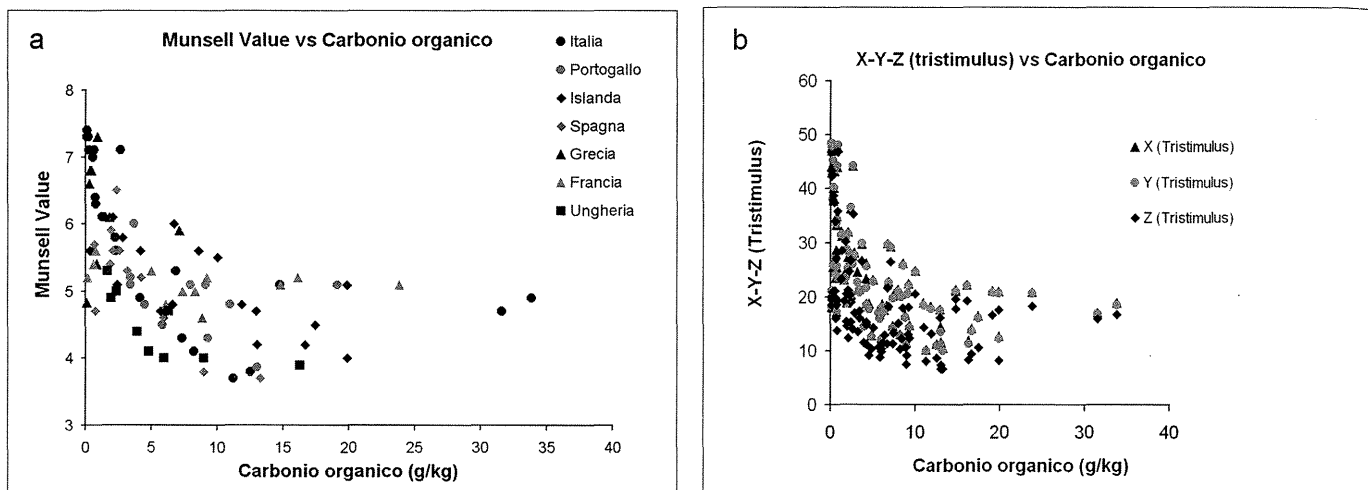 a
Munsell Value vs Carbonio organico
Italia
Portogallo
Islanda
Spagna
Grecia
Francia
Ungheria
Munsell Value
8
7
6
5
4
3
0 5 10 15 20 25 30 35 40
Carbonio organico (g/kg)
b
X-Y-Z (tristimulus) vs Carbonio organico
X (Tristimulus)
Y (Tristimulus)
Z (Tristimulus)
X-Y-Z (Tristimulus)
60
50
40
30
20
10
0
0 10 20 30 40
Carbonio organico (g/kg)